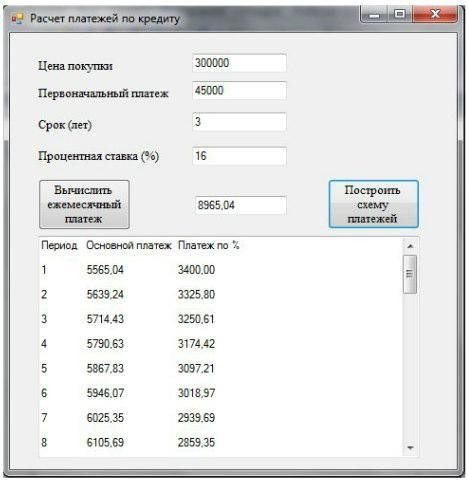 Расчет платежей по кредиту
Цена покупки 300000
Первоначальный платеж 45000
Срок (лет) 3
Процентная ставка (%) 16
Вычислить
ежемесячный
платеж
8965,04
Построить
схему
платежей
Период Основной платеж Платеж по %
1 5565,04 3400,00
2 5639,24 3325,80
3 5714,43 3250,61
4 5790,63 3174,42
5 5867,83 3097,21
6 5946,07 3018,97
7 6025,35 2939,69
8 6105,69 2859,35